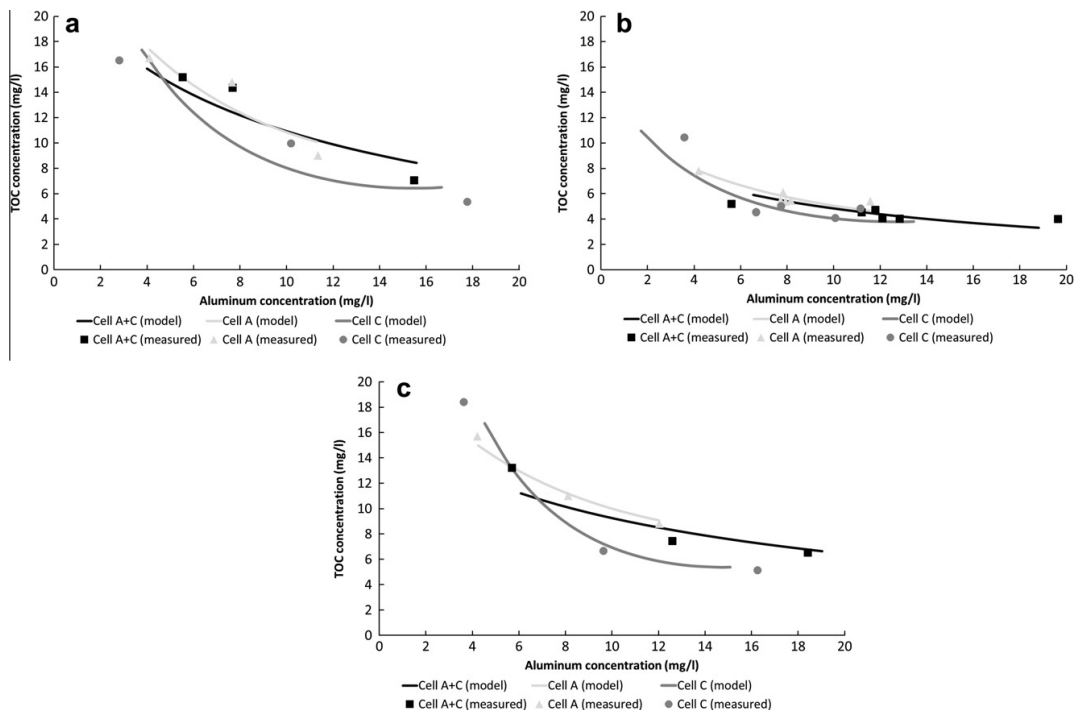 a
20
18
16
14
12
10
8
6
4
2
0
TOC concentration (mg/l)
0 2 4 6 8 10 12 14 16 18 20
Aluminum concentration (mg/l)
Cell A+C (model) Cell A (model) Cell C (model)
Cell A+C (measured) Cell A (measured) Cell C (measured)
b
20
18
16
14
12
10
8
6
4
2
0
TOC concentration (mg/l)
0 2 4 6 8 10 12 14 16 18 20
Aluminum concentration (mg/l)
Cell A+C (model) Cell A (model) Cell C (model)
Cell A+C (measured) Cell A (measured) Cell C (measured)
c
20
18
16
14
12
10
8
6
4
2
0
TOC concentration (mg/l)
0 2 4 6 8 10 12 14 16 18 20
Aluminum concentration (mg/l)
Cell A+C (model) Cell A (model) Cell C (model)
Cell A+C (measured) Cell A (measured) Cell C (measured)